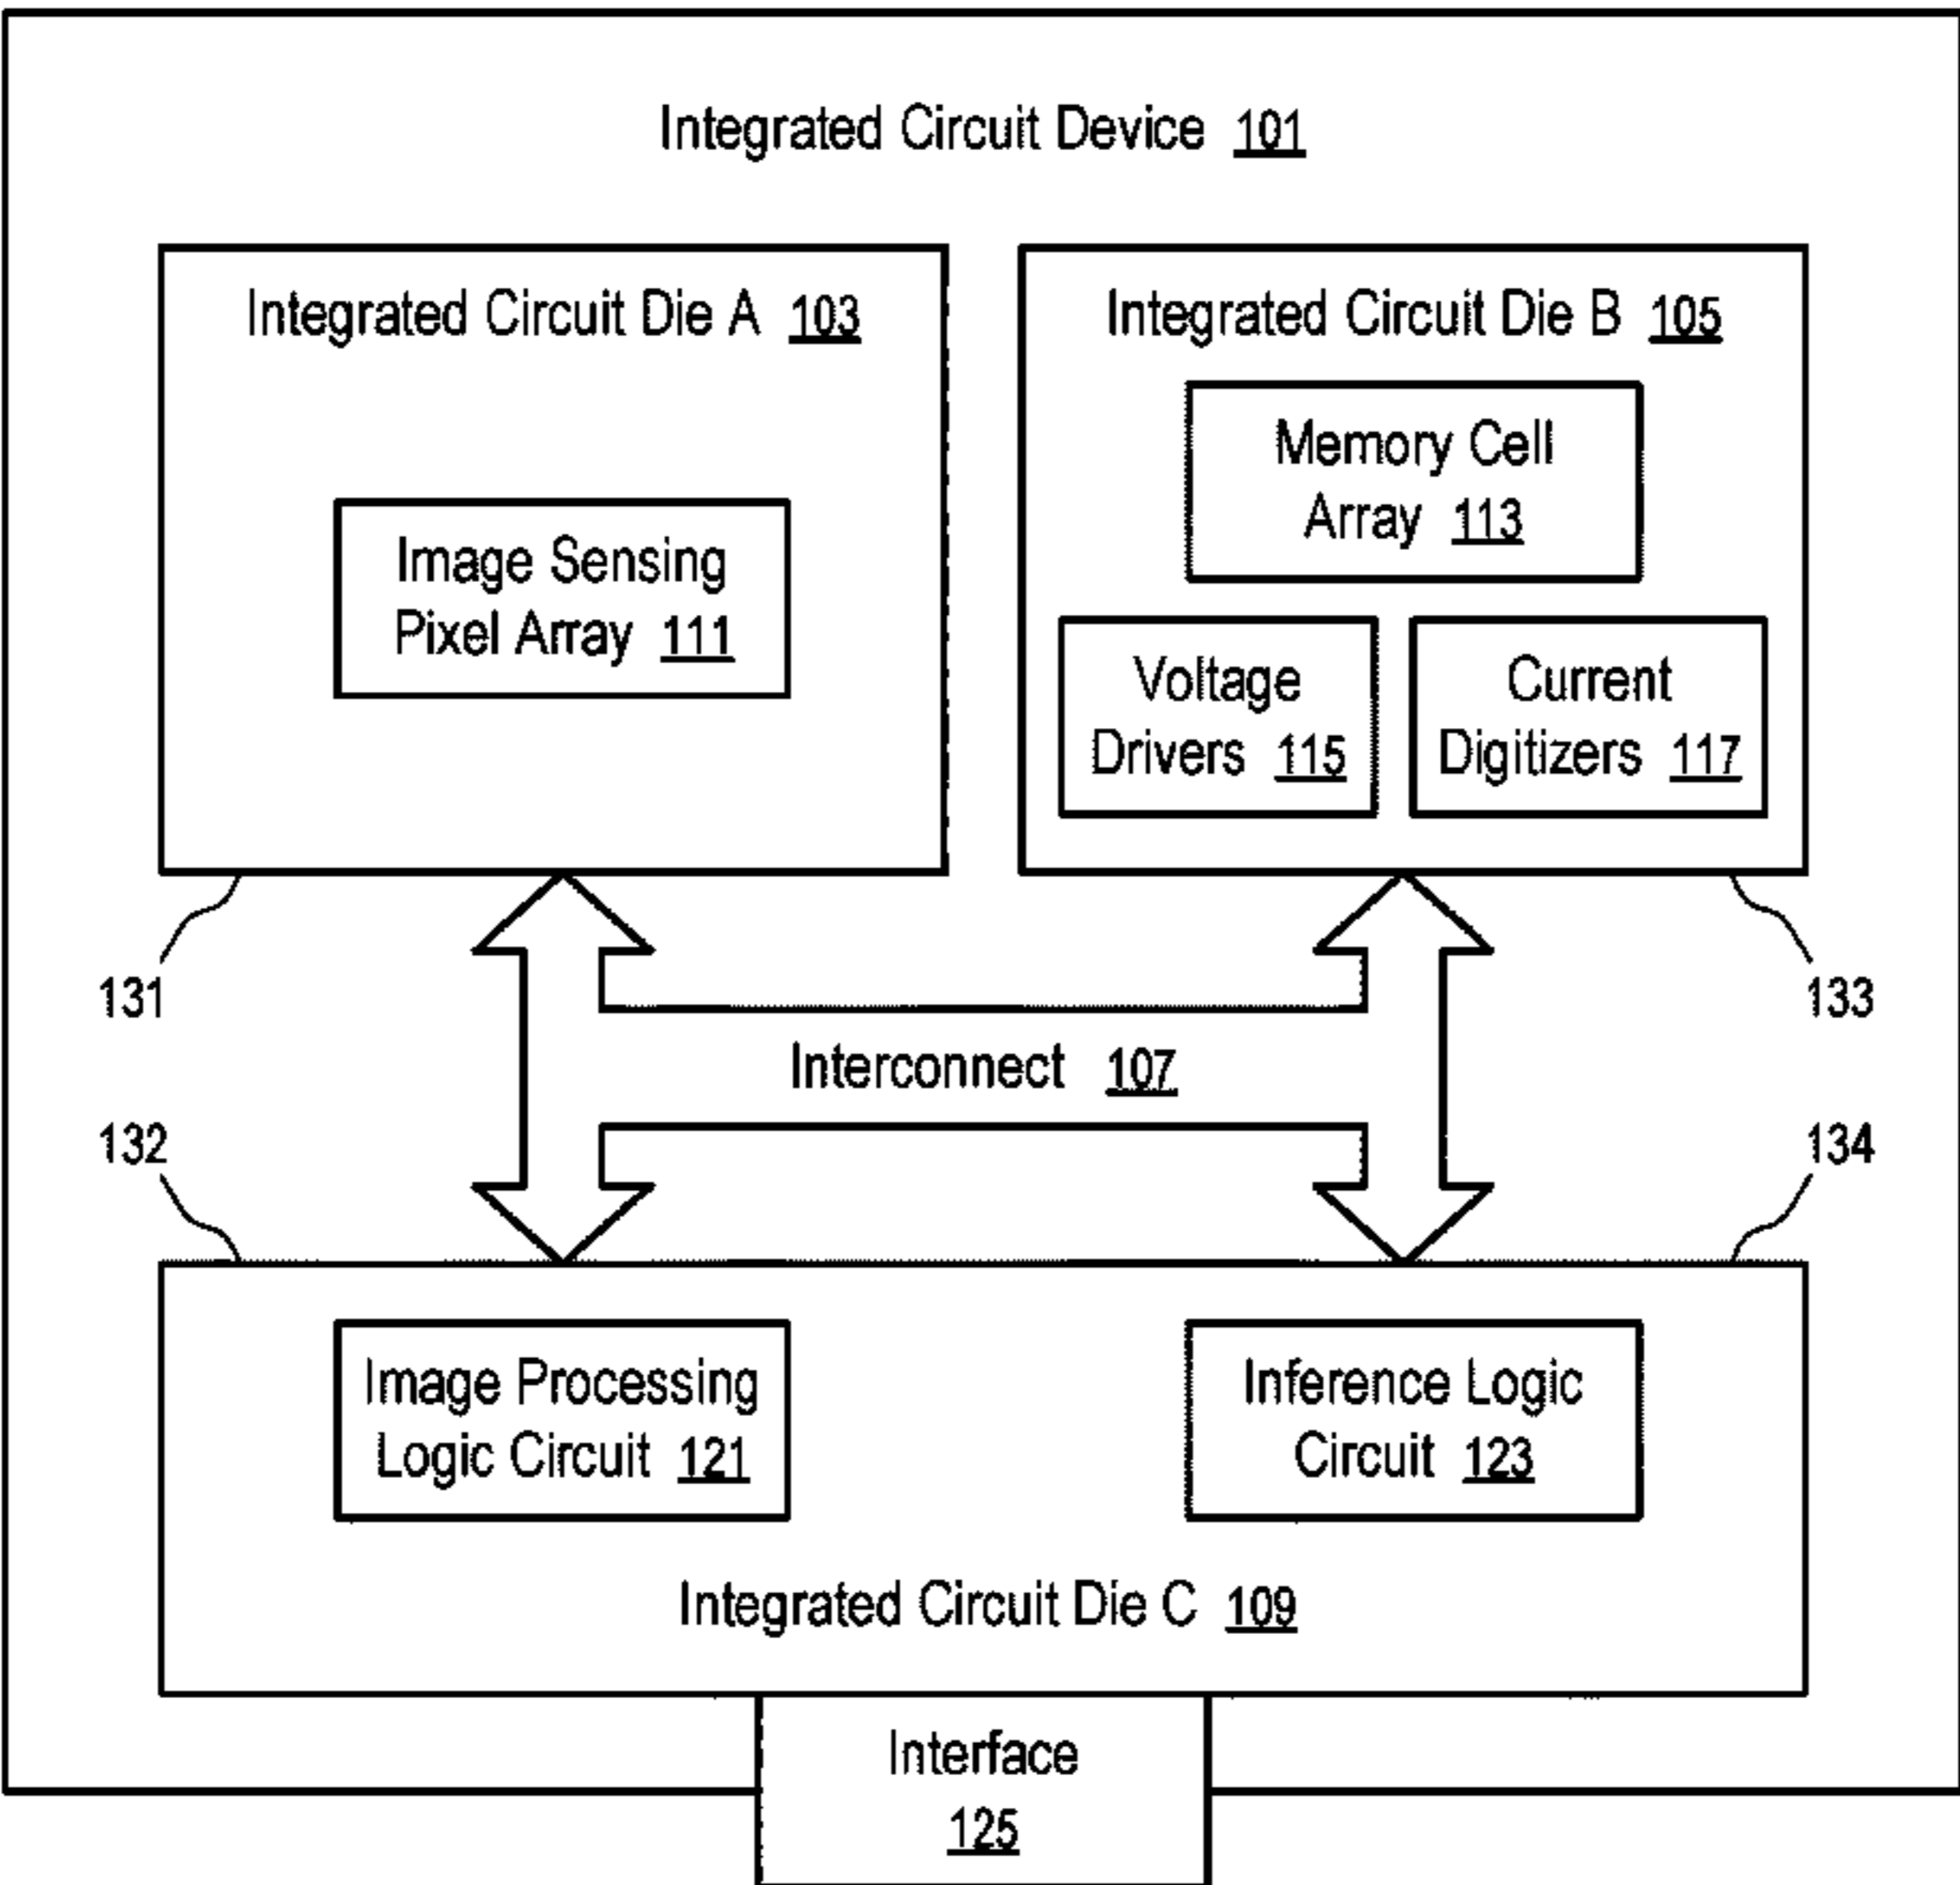 Integrated Circuit Device 101
Integrated Circuit Die A 103
Image Sensing
Pixel Array 111
Integrated Circuit Die B 105
Memory Cell
Array 113
Voltage
Drivers 115
Current
Digitizers 117
131
133
Interconnect 107
132
134
Image Processing
Logic Circuit 121
Inference Logic
Circuit 123
Integrated Circuit Die C 109
Interface
125